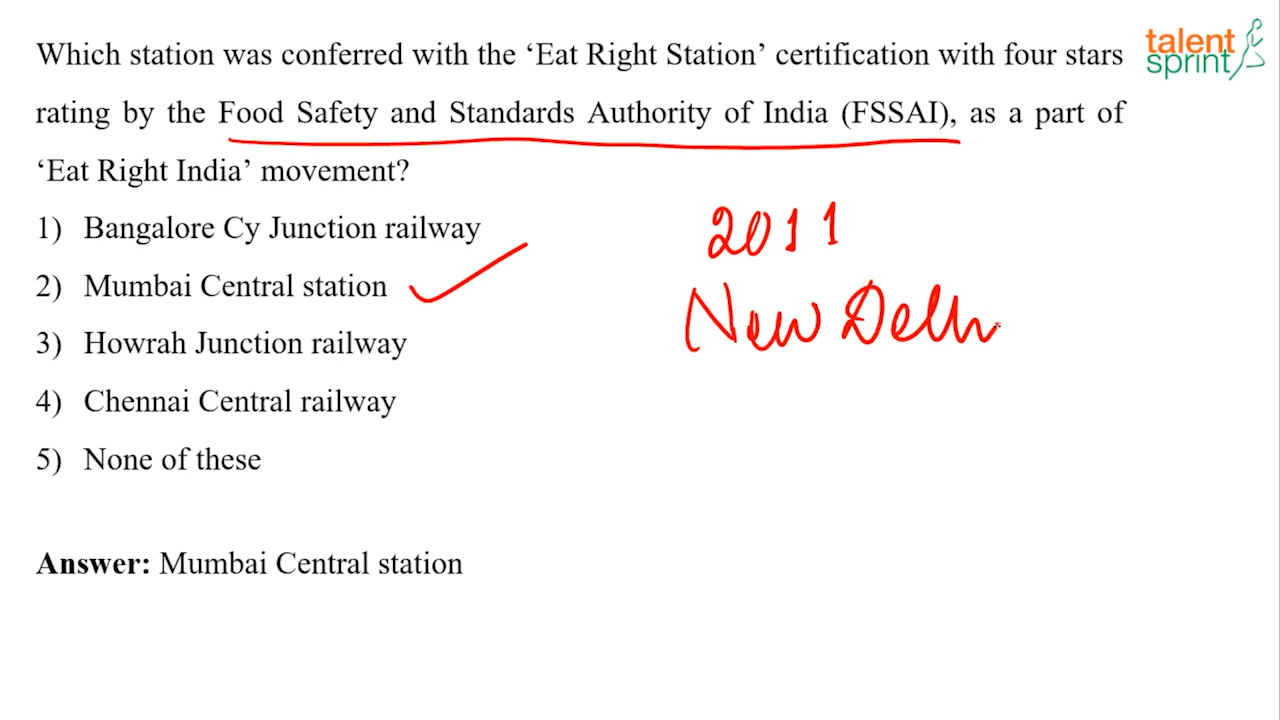 Which station was conferred with the ‘Eat Right Station’ certification with four stars
rating by the Food Safety and Standards Authority of India (FSSAI), as a part of
‘Eat Right India’ movement?
1) Bangalore Cy Junction railway
2) Mumbai Central station
3) Howrah Junction railway
4) Chennai Central railway
5) None of these
Answer: Mumbai Central station
talent
sprint
2011
New Delh